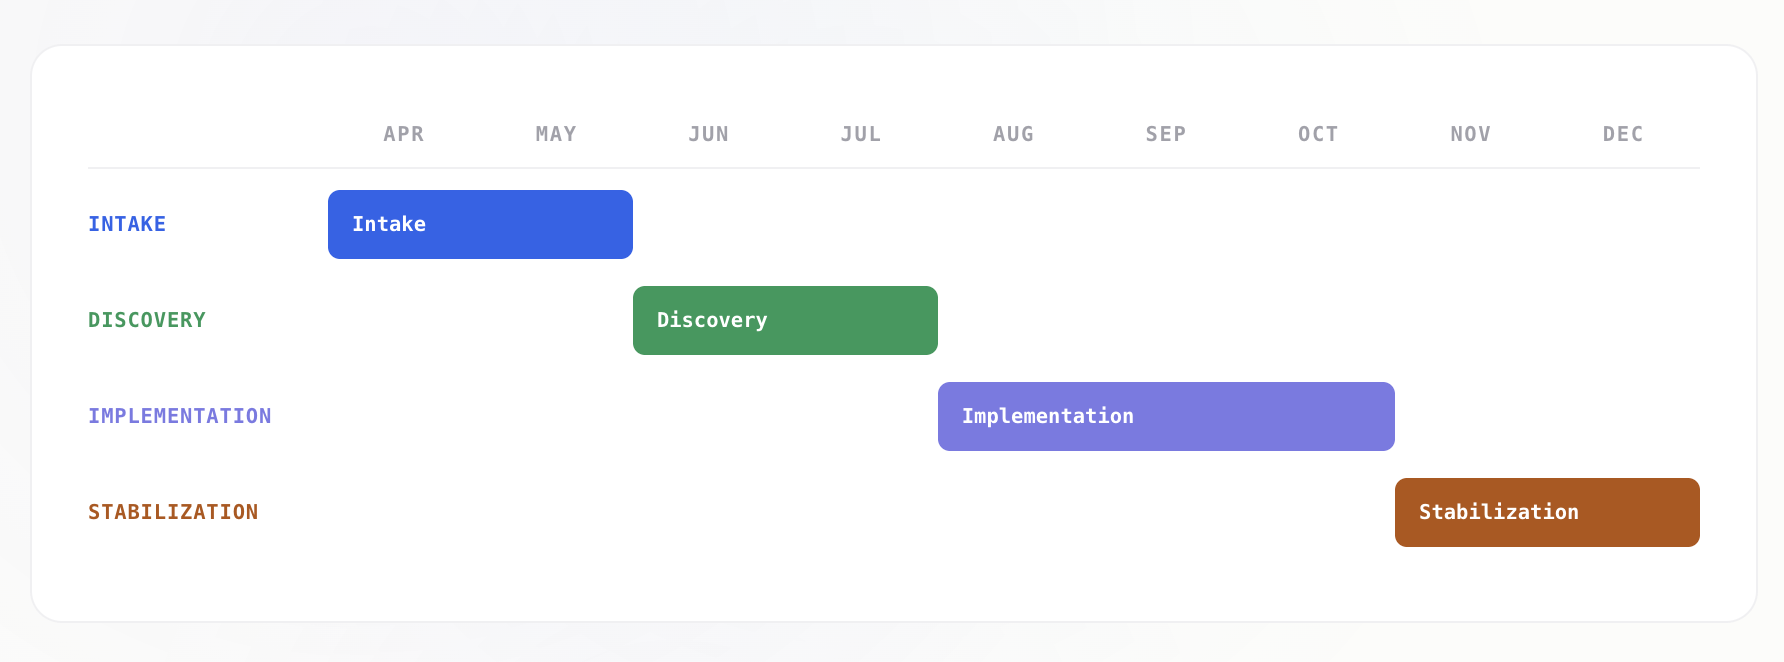 APR MAY JUN JUL AUG SEP OCT NOV DEC
INTAKE Intake
DISCOVERY Discovery
IMPLEMENTATION Implementation
STABILIZATION Stabilization